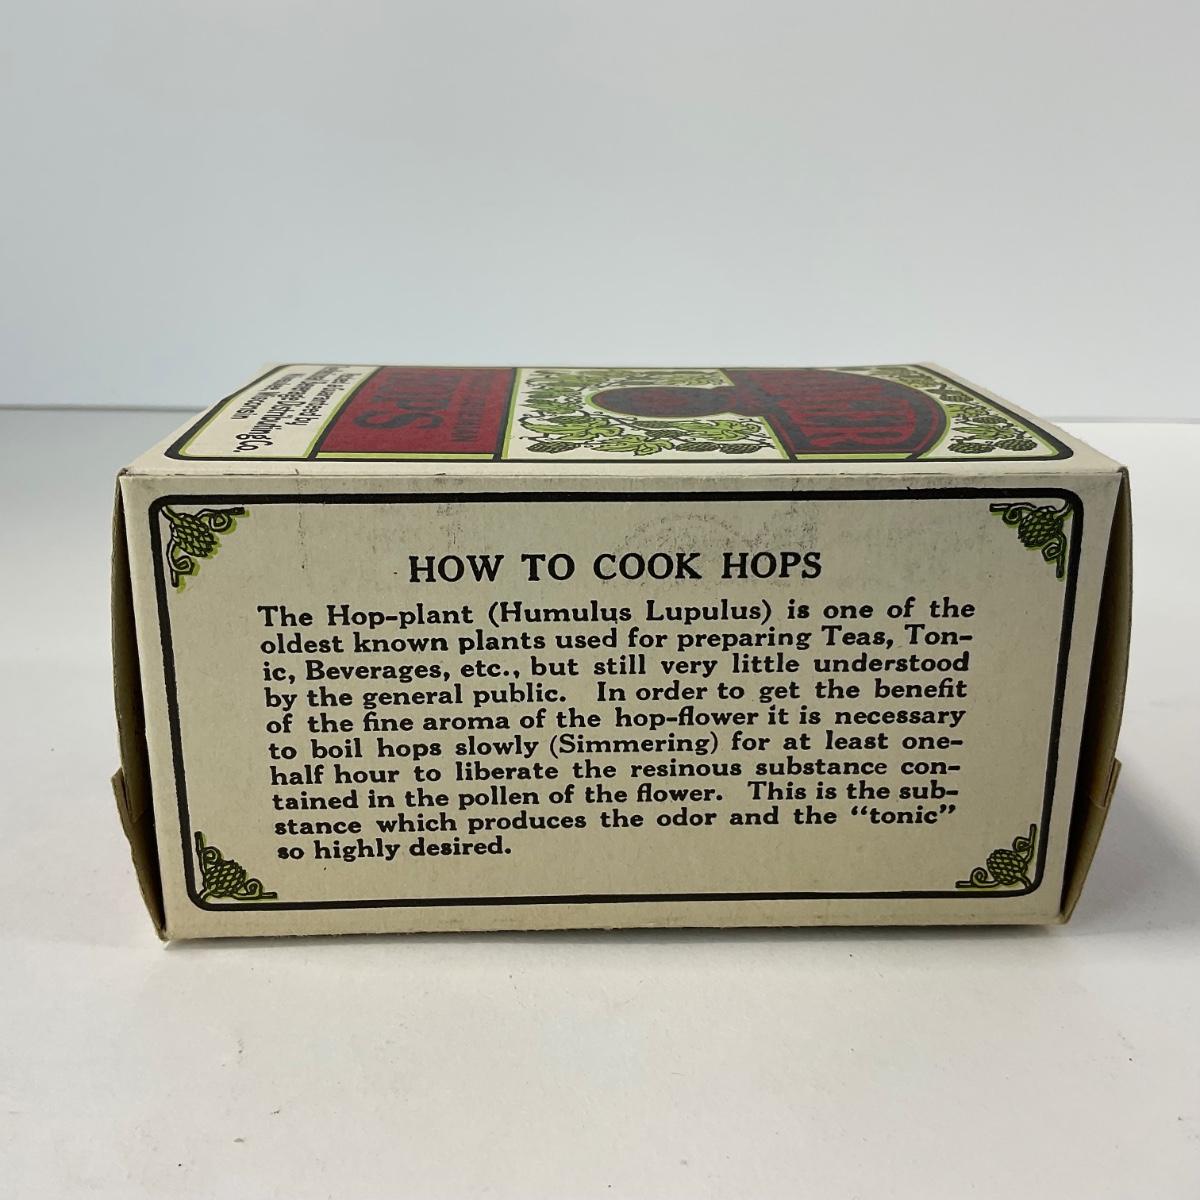 HOPS
HOW TO COOK HOPS
The Hop-plant (Humulus Lupulus) is one of the
oldest known plants used for preparing Teas, Ton-
ic, Beverages, etc., but still very little understood
by the general public. In order to get the benefit
of the fine aroma of the hop-flower it is necessary
to boil hops slowly (Simmering) for at least one-
half hour to liberate the resinous substance con-
tained in the pollen of the flower. This is the sub-
stance which produces the odor and the “tonic”
so highly desired.